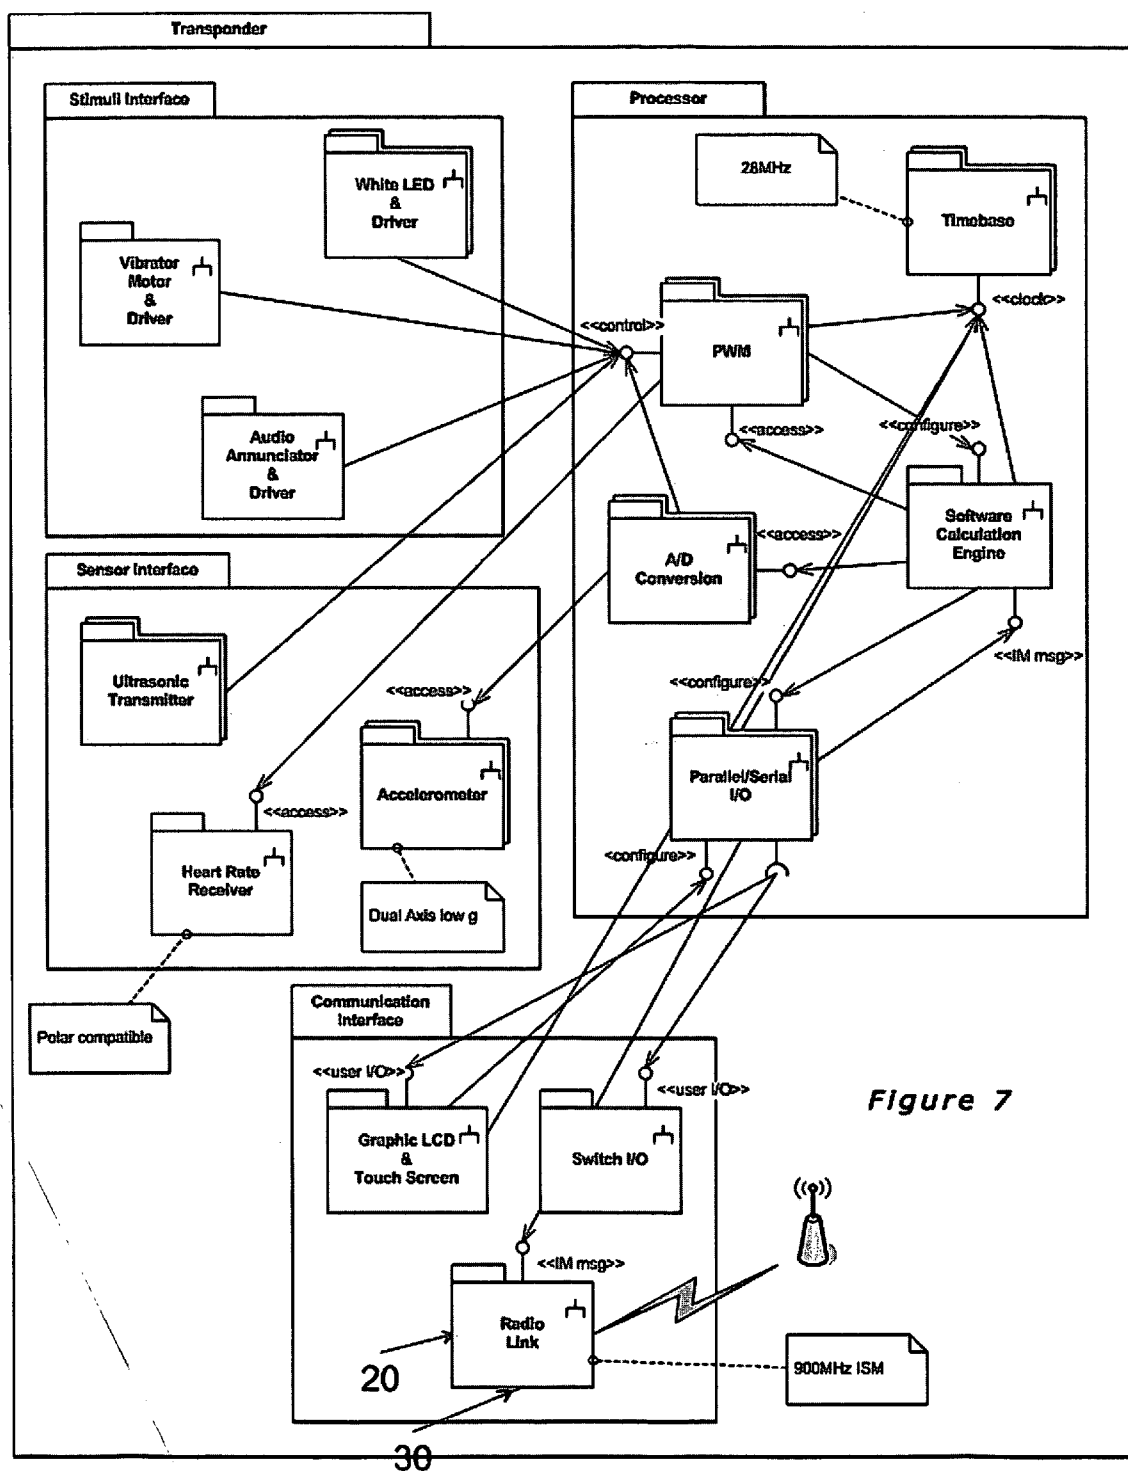 Transponder
Stimuli Interface
White LED
&
Driver
Vibrator
Motor
&
Driver
Audio
Annunciator
&
Driver
Processor
28MHz
Timebase
<<clock>>
<<control>>
PWM
<<access>>
<<configure>>
Software
Calculation
Engine
<<access>>
A/D
Conversion
<<IM msg>>
<<configure>>
Parallel/Serial
I/O
<<configure>>
Sensor Interface
Ultrasonic
Transmitter
<<access>>
Accelerometer
<<access>>
Heart Rate
Receiver
Dual Axis low g
Polar compatible
Communication
Interface
<<user I/O>>
<<user I/O>>
Graphic LCD
&
Touch Screen
Switch I/O
<<IM msg>>
Radio
Link
20
30
900MHz ISM
Figure 7